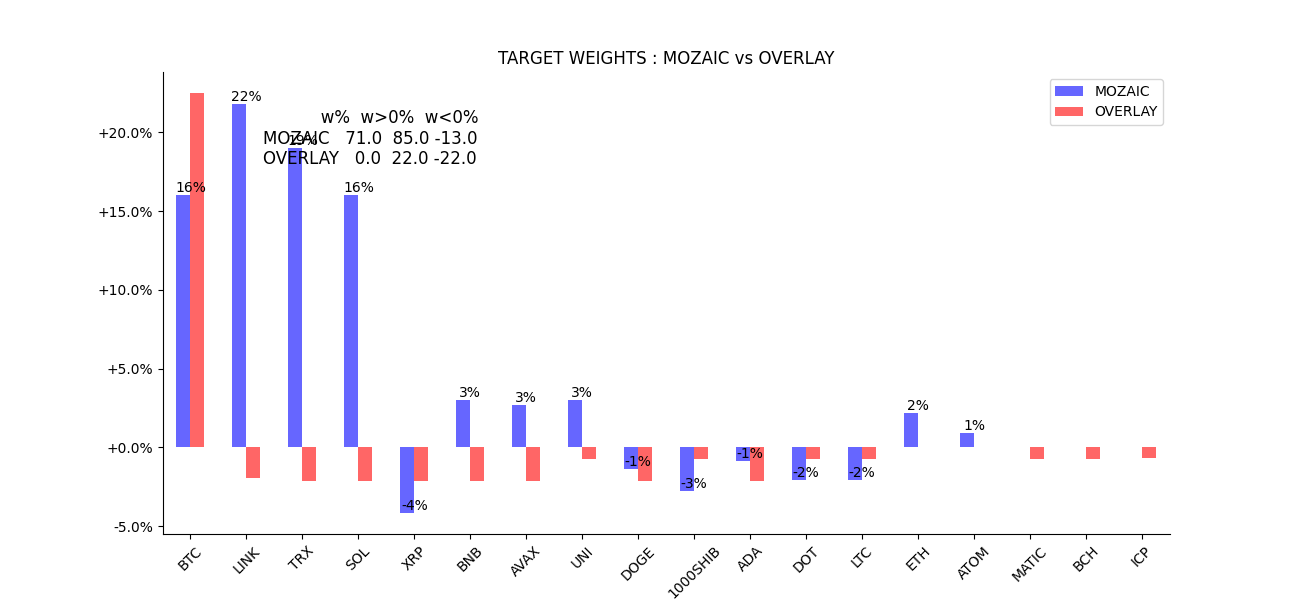 TARGET WEIGHTS : MOZAIC vs OVERLAY
MOZAIC
OVERLAY
w% w>0% w<0%
MOZAIC 71.0 85.0 -13.0
OVERLAY 0.0 22.0 -22.0
+20.0%
+15.0%
+10.0%
+5.0%
+0.0%
-5.0%
16%
22%
19%
16%
-4%
3%
3%
3%
-1%
-3%
-1%
-2%
-2%
2%
1%
BTC
LINK
TRX
SOL
XRP
BNB
AVAX
UNI
DOGE
1000SHIB
ADA
DOT
LTC
ETH
ATOM
MATIC
BCH
ICP